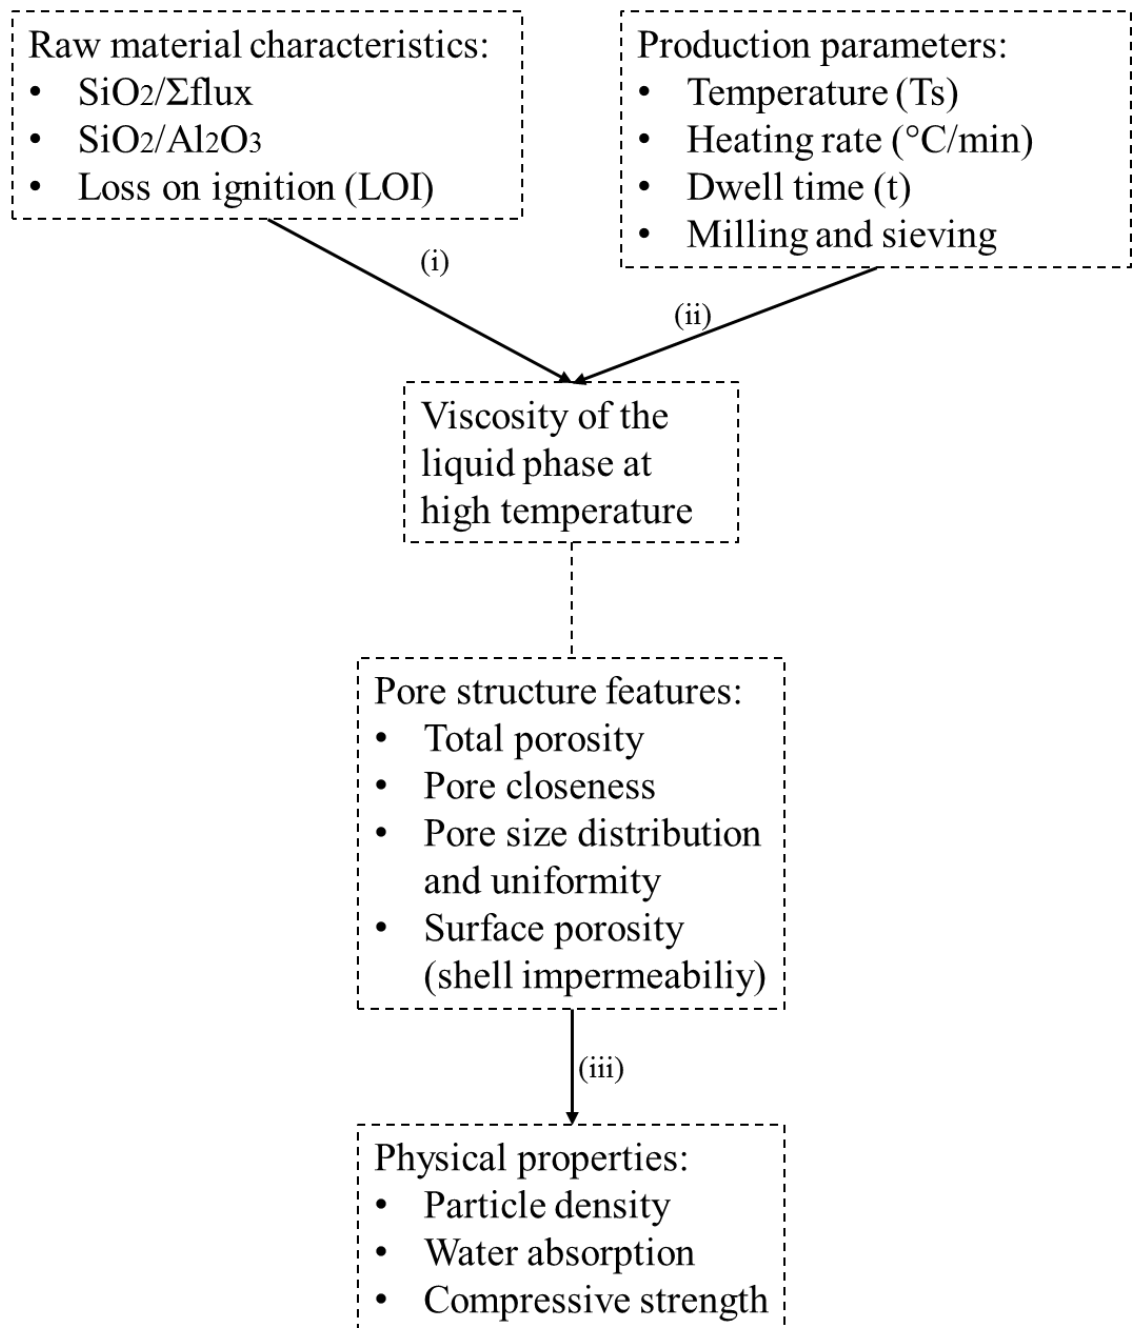 Raw material characteristics:
• SiO2/Σflux
• SiO2/Al2O3
• Loss on ignition (LOI)
Production parameters:
• Temperature (Ts)
• Heating rate (°C/min)
• Dwell time (t)
• Milling and sieving
(i)
(ii)
Viscosity of the
liquid phase at
high temperature
Pore structure features:
• Total porosity
• Pore closeness
• Pore size distribution
and uniformity
• Surface porosity
(shell impermeabiliy)
(iii)
Physical properties:
• Particle density
• Water absorption
• Compressive strength